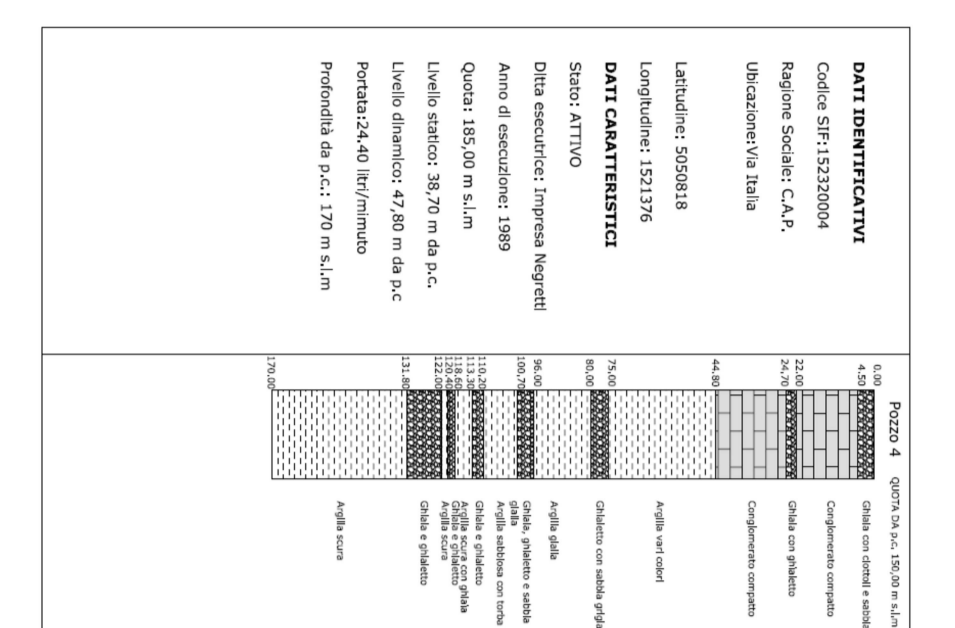 DATI IDENTIFICATIVI
Codice SIF:152320004
Ragione Sociale: C.A.P.
Ubicazione:Via Italia
Latitudine: 5050818
Longitudine: 1521376
DATI CARATTERISTICI
Stato: ATTIVO
Ditta esecutrice: Impresa Negretti
Anno di esecuzione: 1989
Quota: 185,00 m s.l.m
Livello statico: 38,70 m da p.c.
Livello dinamico: 47,80 m da p.c
Portata:24.40 litri/mimuto
Profondità da p.c.: 170 m s.l.m
Pozzo 4 QUOTA DA p.c. 150,00 m s.l.m
0.00
4.50
22.00
24,70
44,80
75,00
80,00
96,00
100,70
110,20
113,30
118,60
120,40
122,00
131,80
170,00
Ghiaia con ciottoli e sabbia
Conglomerato compatto
Ghiaia con ghiaietto
Conglomerato compatto
Argilla vari colori
Ghiaietto con sabbia grigia
Argilla gialla
Ghiaia, ghiaietto e sabbia
gialla
Argilla sabbiosa con torba
Ghiaia e ghiaietto
Argilla scura con ghiaia
Ghiaia e ghiaietto
Argilla scura
Ghiaia e ghiaietto
Argilla scura